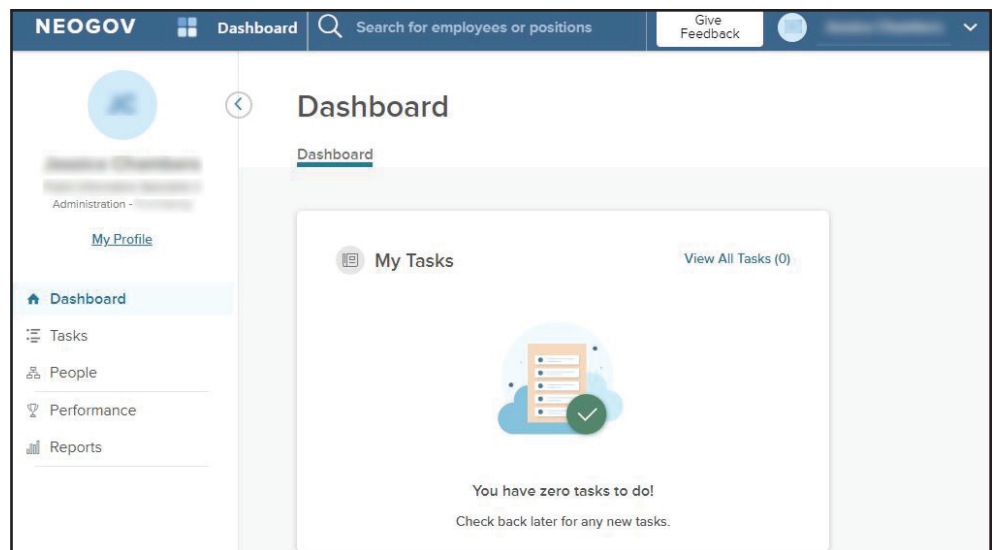 NEOGOV
Dashboard
Search for employees or positions
Give
Feedback
Dashboard
Dashboard
Administration -
My Profile
Dashboard
Tasks
People
Performance
Reports
My Tasks
View All Tasks (0)
You have zero tasks to do!
Check back later for any new tasks.